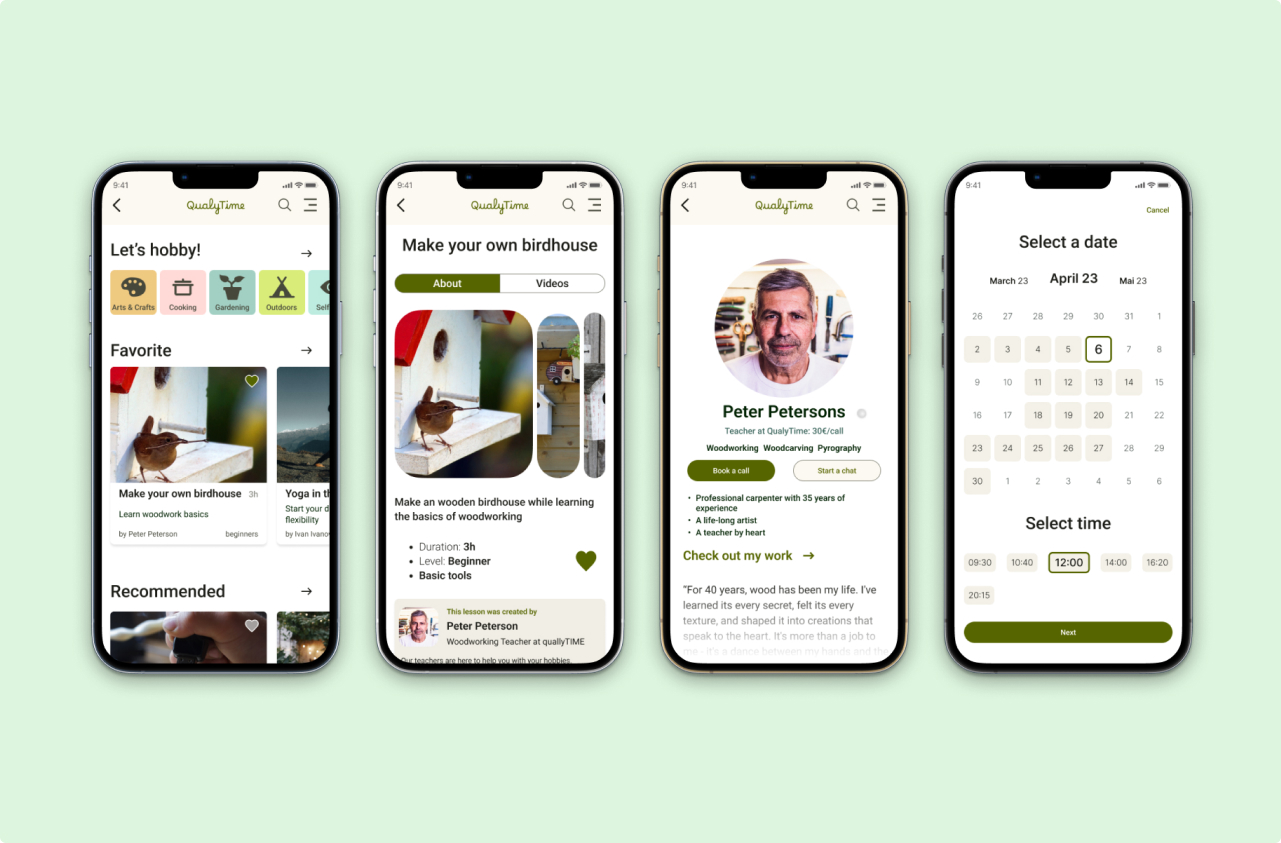 9:41
QualyTime
Let's hobby!
Arts & Crafts
Cooking
Gardening
Outdoors
Self
Favorite
Make your own birdhouse 3h
Learn woodwork basics
by Peter Peterson beginners
Yoga in th
Start your d
flexibility
by Ivan Ivanov
Recommended
9:41
QualyTime
Make your own birdhouse
About
Videos
Make an wooden birdhouse while learning
the basics of woodworking
• Duration: 3h
• Level: Beginner
• Basic tools
This lesson was created by
Peter Peterson
Woodworking Teacher at quallyTIME
Our teachers are here to help you with your hobbies.
9:41
QualyTime
Peter Petersons
Teacher at QualyTime: 30€/call
Woodworking Woodcarving Pyrography
Book a call
Start a chat
• Professional carpenter with 35 years of
experience
• A life-long artist
• A teacher by heart
Check out my work →
"For 40 years, wood has been my life. I've
learned its every secret, felt its every
texture, and shaped it into creations that
speak to the heart. It's more than a job to
me - it's a dance between my hands and the
9:41
Cancel
Select a date
March 23 April 23 Mai 23
26 27 28 29 30 31 1
2 3 4 5 6 7 8
9 10 11 12 13 14 15
16 17 18 19 20 21 22
23 24 25 26 27 28 29
30 1 2 3 4 5 6
Select time
09:30 10:40 12:00 14:00 16:20
20:15
Next